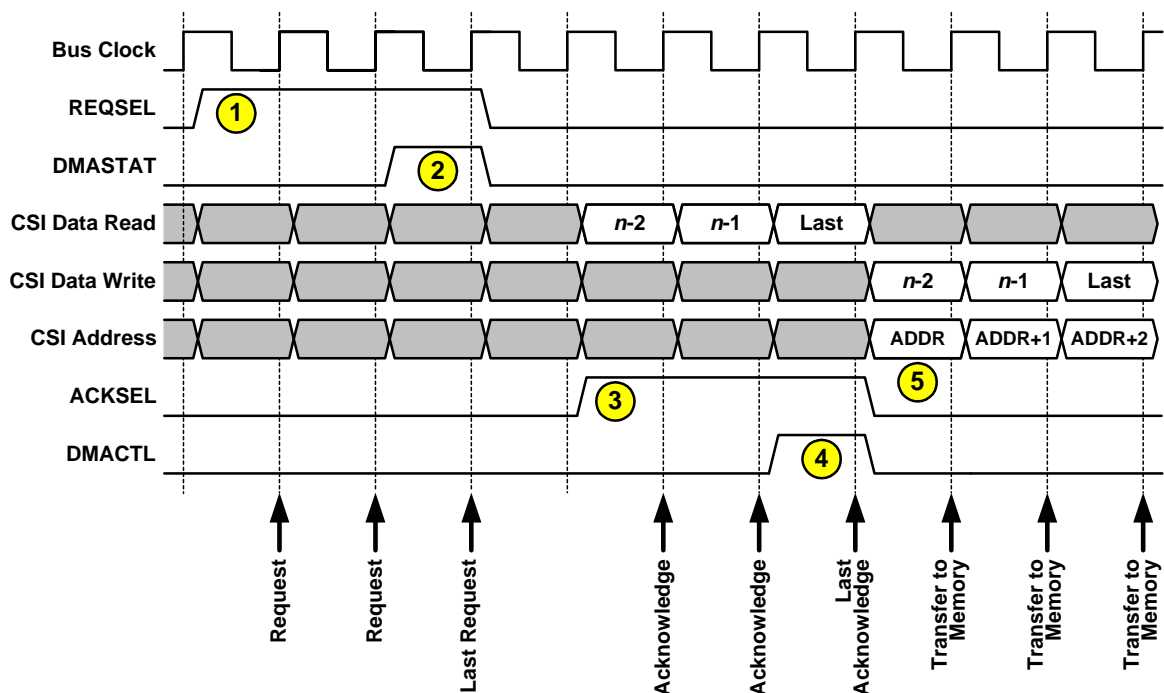 Bus Clock
REQSEL
1
DMASTAT
2
CSI Data Read
n-2
n-1
Last
CSI Data Write
n-2
n-1
Last
CSI Address
ADDR
ADDR+1
ADDR+2
ACKSEL
3
5
DMACTL
4
Request
Request
Last Request
Acknowledge
Acknowledge
Last
Acknowledge
Transfer to
Memory
Transfer to
Memory
Transfer to
Memory